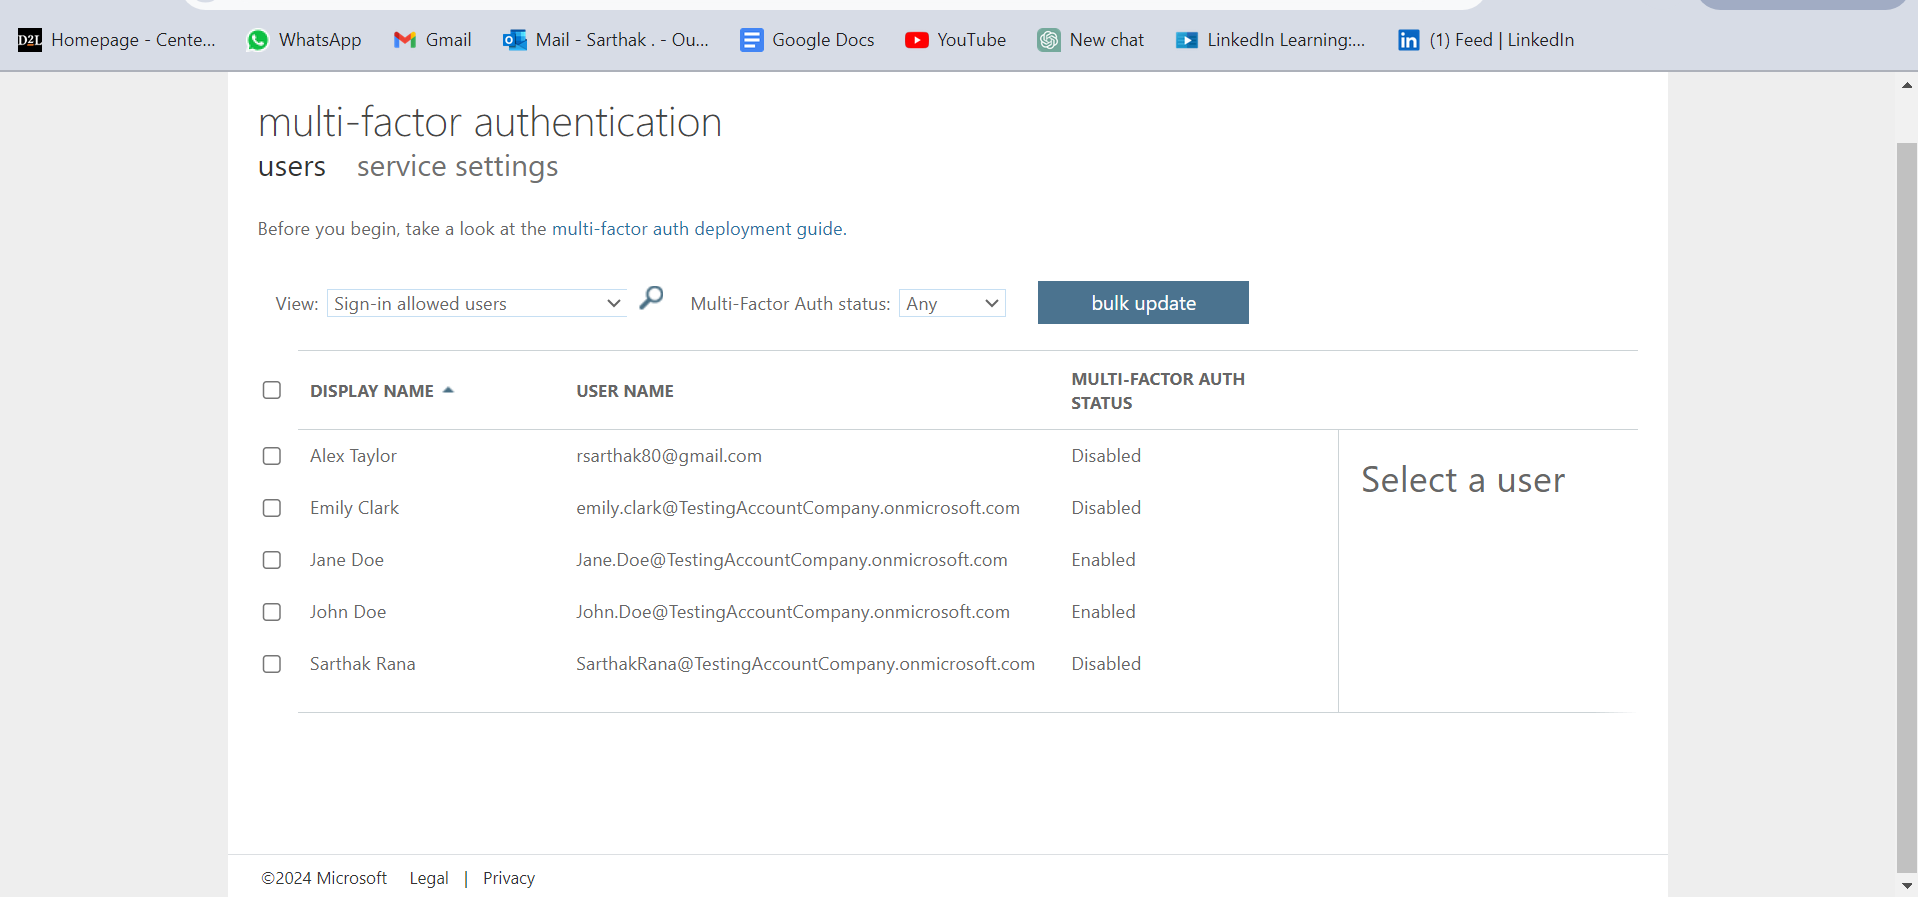 D2L Homepage - Cente... WhatsApp Gmail Mail - Sarthak . - Ou... Google Docs YouTube New chat LinkedIn Learning:... in (1) Feed | LinkedIn
multi-factor authentication
users service settings
Before you begin, take a look at the multi-factor auth deployment guide.
View: Sign-in allowed users Multi-Factor Auth status: Any bulk update
DISPLAY NAME USER NAME MULTI-FACTOR AUTH
STATUS
Alex Taylor rsarthak80@gmail.com Disabled
Select a user
Emily Clark emily.clark@TestingAccountCompany.onmicrosoft.com Disabled
Jane Doe Jane.Doe@TestingAccountCompany.onmicrosoft.com Enabled
John Doe John.Doe@TestingAccountCompany.onmicrosoft.com Enabled
Sarthak Rana SarthakRana@TestingAccountCompany.onmicrosoft.com Disabled
©2024 Microsoft Legal | Privacy